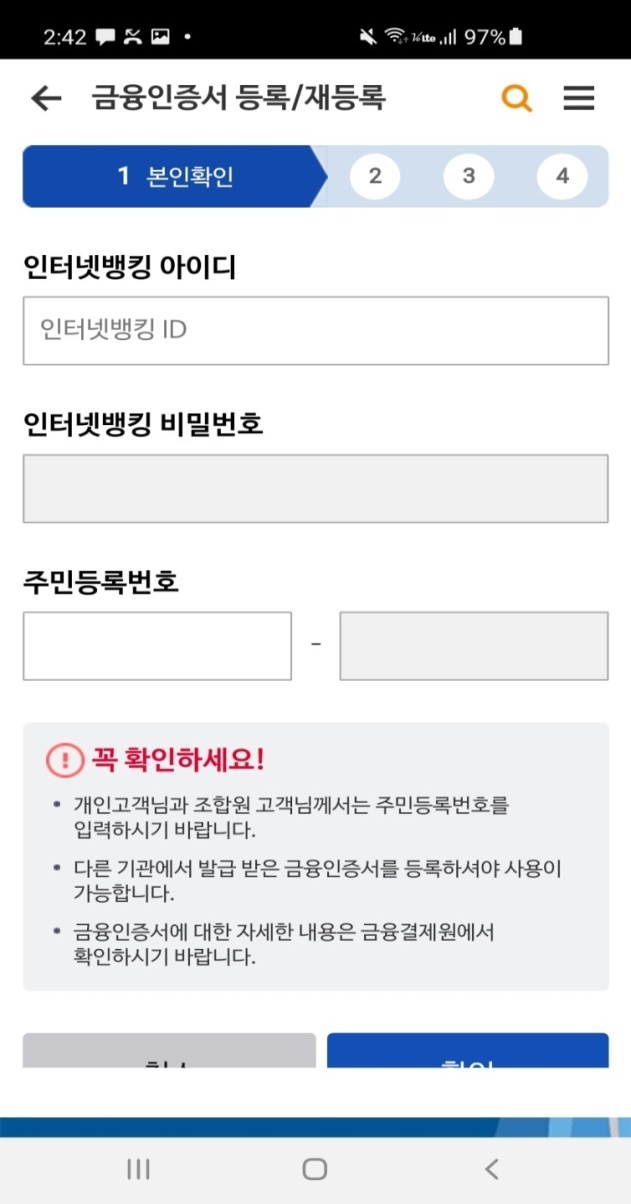 2:42 97%
금융인증서 등록/재등록
1 본인확인 2 3 4
인터넷뱅킹 아이디
인터넷뱅킹 ID
인터넷뱅킹 비밀번호
주민등록번호
-
꼭 확인하세요!
• 개인고객님과 조합원 고객님께서는 주민등록번호를
입력하시기 바랍니다.
• 다른 기관에서 발급 받은 금융인증서를 등록하셔야 사용이
가능합니다.
• 금융인증서에 대한 자세한 내용은 금융결제원에서
확인하시기 바랍니다.